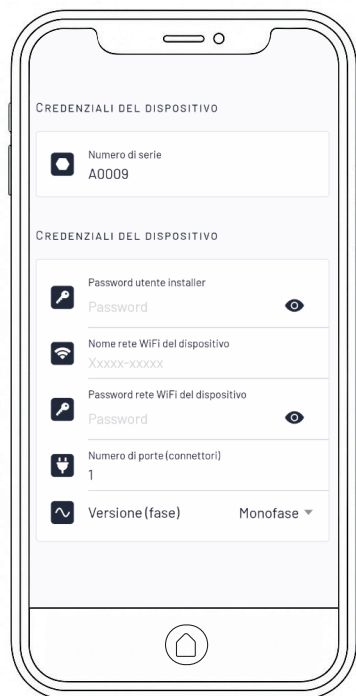 CREDENZIALI DEL DISPOSITIVO
Numero di serie
A0009
CREDENZIALI DEL DISPOSITIVO
Password utente installer
Password
Nome rete WiFi del dispositivo
Xxxxx-xxxxx
Password rete WiFi del dispositivo
Password
Numero di porte (connettori)
1
Versione (fase) Monofase